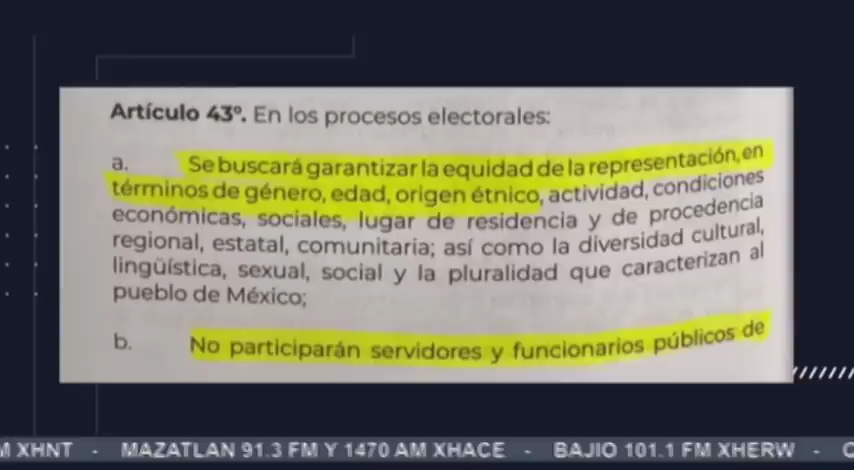 Artículo 43º. En los procesos electorales:
a. Se buscará garantizar la equidad de la representación, en
términos de género, edad, origen étnico, actividad, condiciones
económicas, sociales, lugar de residencia y de procedencia
regional, estatal, comunitaria; así como la diversidad cultural,
lingüística, sexual, social y la pluralidad que caracterizan al
pueblo de México;
b. No participarán servidores y funcionarios públicos de
XHNT - MAZATLAN 91.3 FM Y 1470 AM XHACE - BAJIO 101.1 FM XHERW -